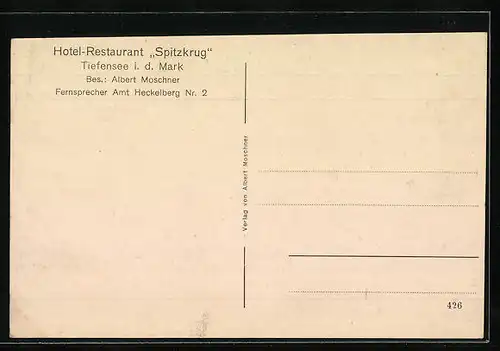 Hotel-Restaurant „Spitzkrug"
Tiefensee i. d. Mark
Bes.: Albert Moschner
Fernsprecher Amt Heckelberg Nr. 2
Verlag von Albert Moschner
426